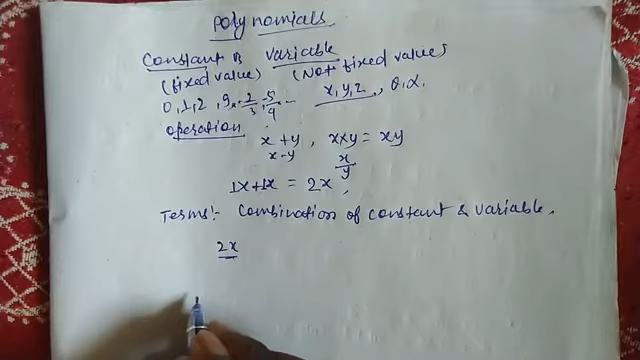 Polynomials
Constant & Variable
(fixed value) (Not fixed value)
0, 1, 2, 9, 2/3, 5/4 - x, y, z, θ, α.
operation x + y , x×y = xy
x - y x/y
1x + 1x = 2x ,
Terms:- Combination of constant & variable.
2x